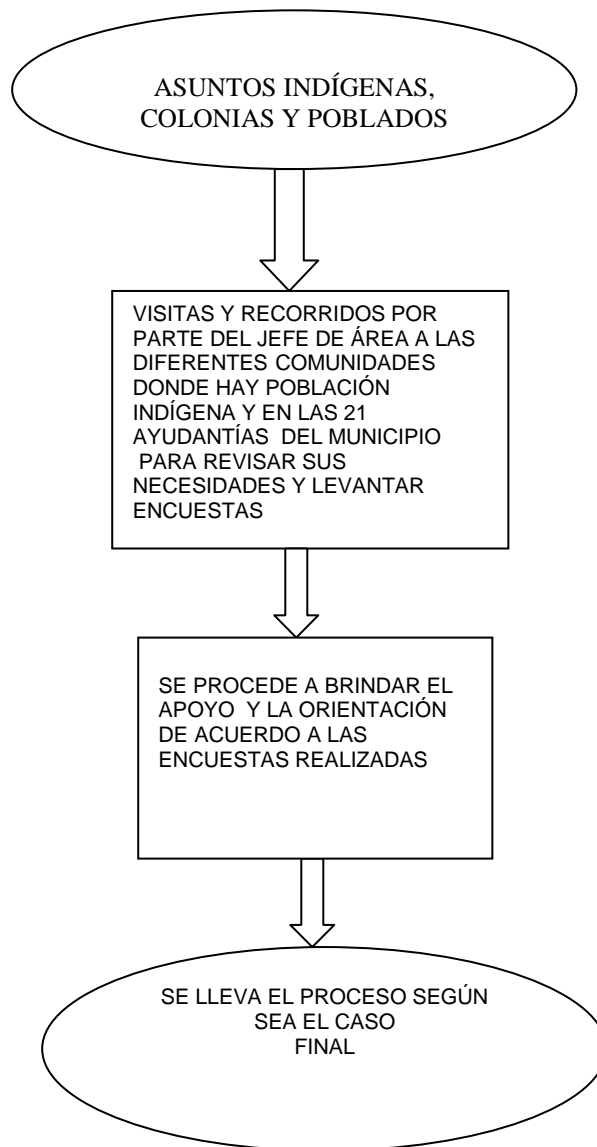 ASUNTOS INDÍGENAS,
COLONIAS Y POBLADOS
VISITAS Y RECORRIDOS POR
PARTE DEL JEFE DE ÁREA A LAS
DIFERENTES COMUNIDADES
DONDE HAY POBLACIÓN
INDÍGENA Y EN LAS 21
AYUDANTÍAS DEL MUNICIPIO
PARA REVISAR SUS
NECESIDADES Y LEVANTAR
ENCUESTAS
SE PROCEDE A BRINDAR EL
APOYO Y LA ORIENTACIÓN
DE ACUERDO A LAS
ENCUESTAS REALIZADAS
SE LLEVA EL PROCESO SEGÚN
SEA EL CASO
FINAL